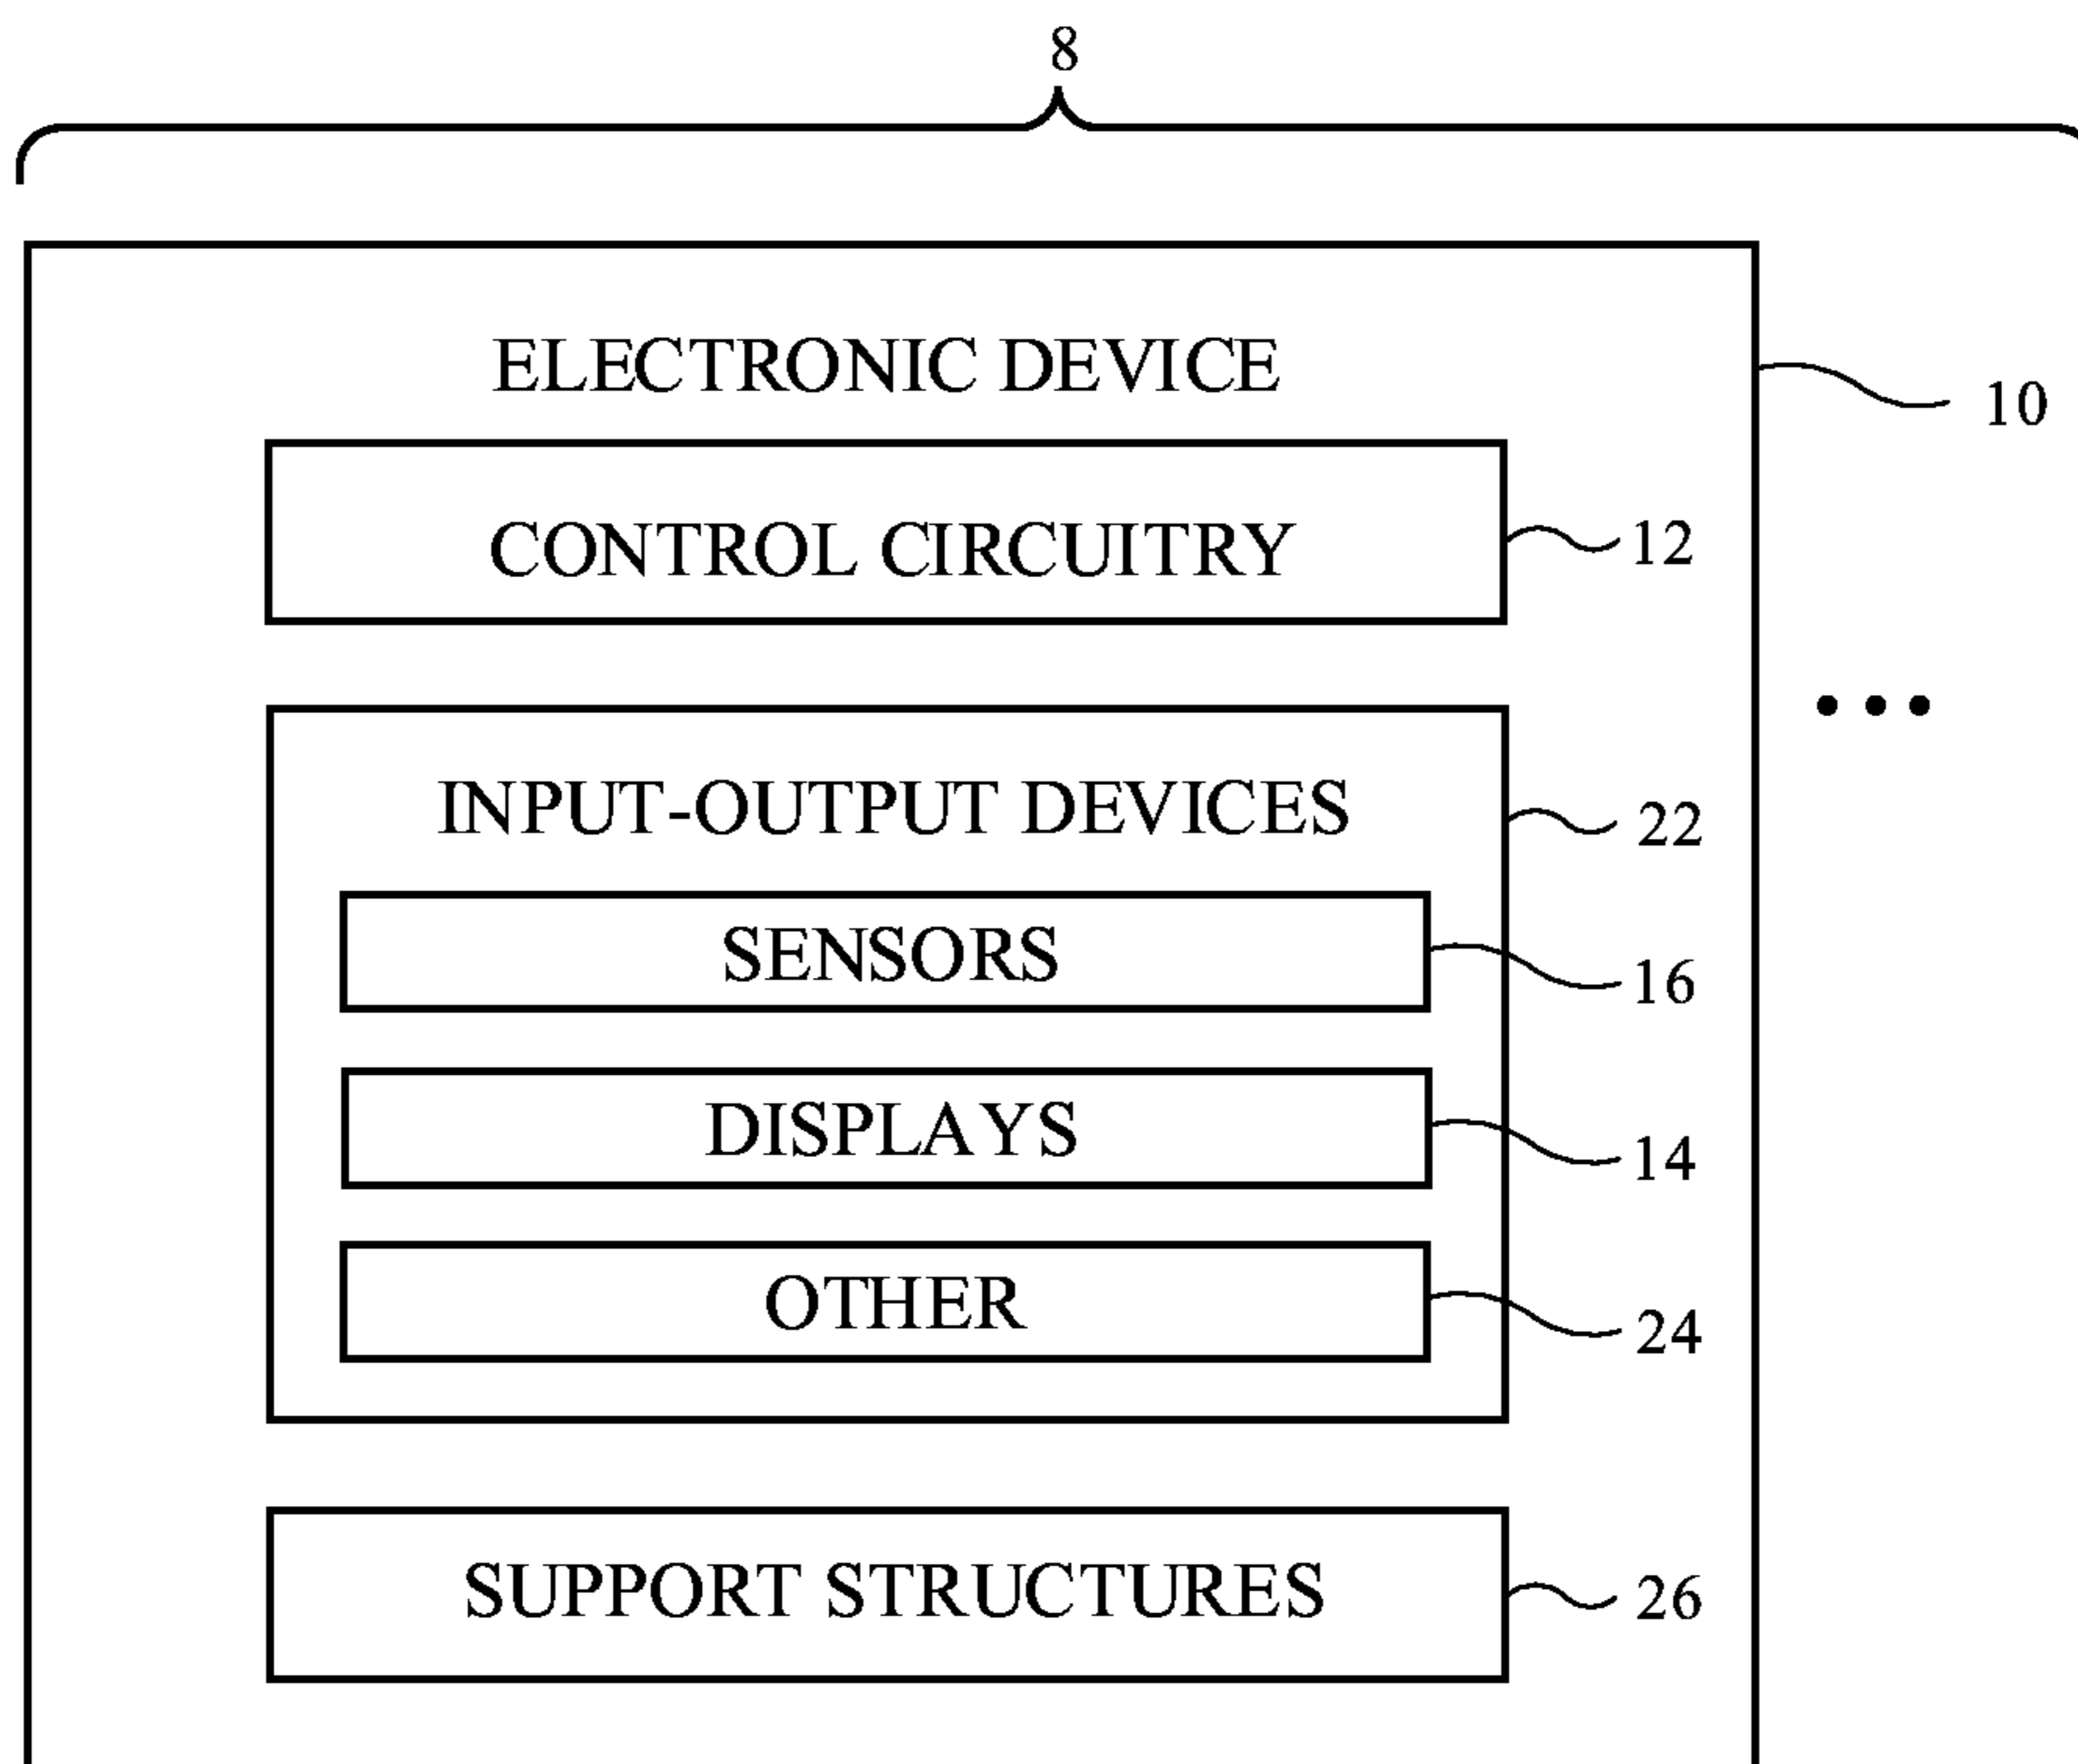 8
ELECTRONIC DEVICE
10
CONTROL CIRCUITRY
12
INPUT-OUTPUT DEVICES
22
SENSORS
16
DISPLAYS
14
OTHER
24
SUPPORT STRUCTURES
26